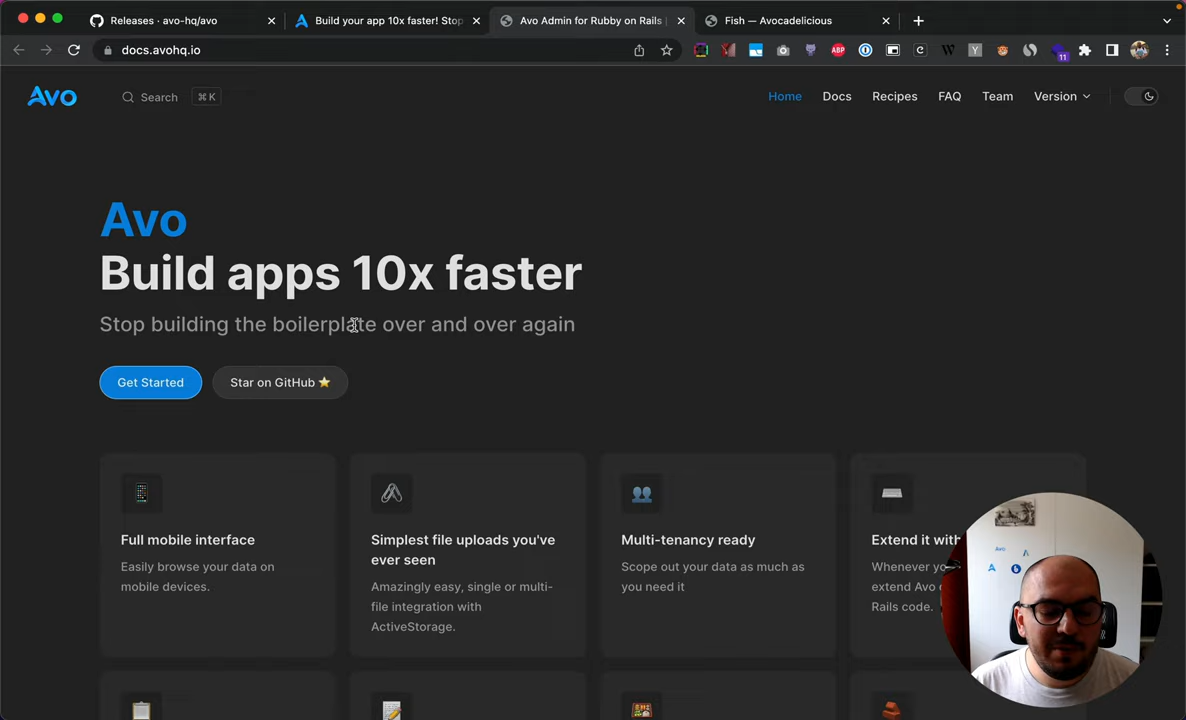 Releases · avo-hq/avo
Build your app 10x faster! Stop
Avo Admin for Rubby on Rails |
Fish — Avocadelicious
docs.avohq.io
ABP
Y
11
Avo
Search
⌘ K
Home
Docs
Recipes
FAQ
Team
Version
Avo
Build apps 10x faster
Stop building the boilerplate over and over again
Get Started
Star on GitHub ⭐
Full mobile interface
Easily browse your data on
mobile devices.
Simplest file uploads you've
ever seen
Amazingly easy, single or multi-
file integration with
ActiveStorage.
Multi-tenancy ready
Scope out your data as much as
you need it
Extend it with
Whenever
extend Avo
Rails code.